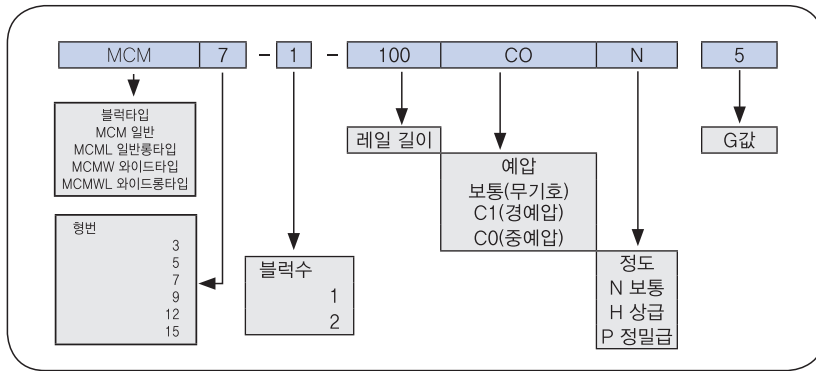 MCM 7 - 1 - 100 CO N 5
블럭타입
MCM 일반
MCML 일반롱타입
MCMW 와이드타입
MCMWL 와이드롱타입
형번
3
5
7
9
12
15
블럭수
1
2
레일 길이
예압
보통(무기호)
C1(경예압)
C0(중예압)
정도
N 보통
H 상급
P 정밀급
G값